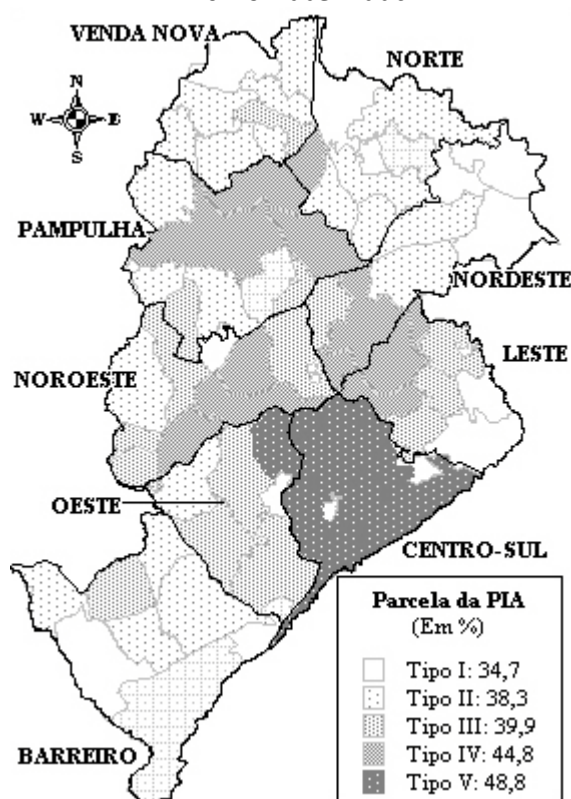 VENDA NOVA
NORTE
N
W
E
S
PAMPULHA
NORDESTE
LESTE
NOROESTE
OESTE
CENTRO-SUL
BARREIRO
Parcela da PIA
(Em %)
Tipo I: 34,7
Tipo II: 38,3
Tipo III: 39,9
Tipo IV: 44,8
Tipo V: 48,8